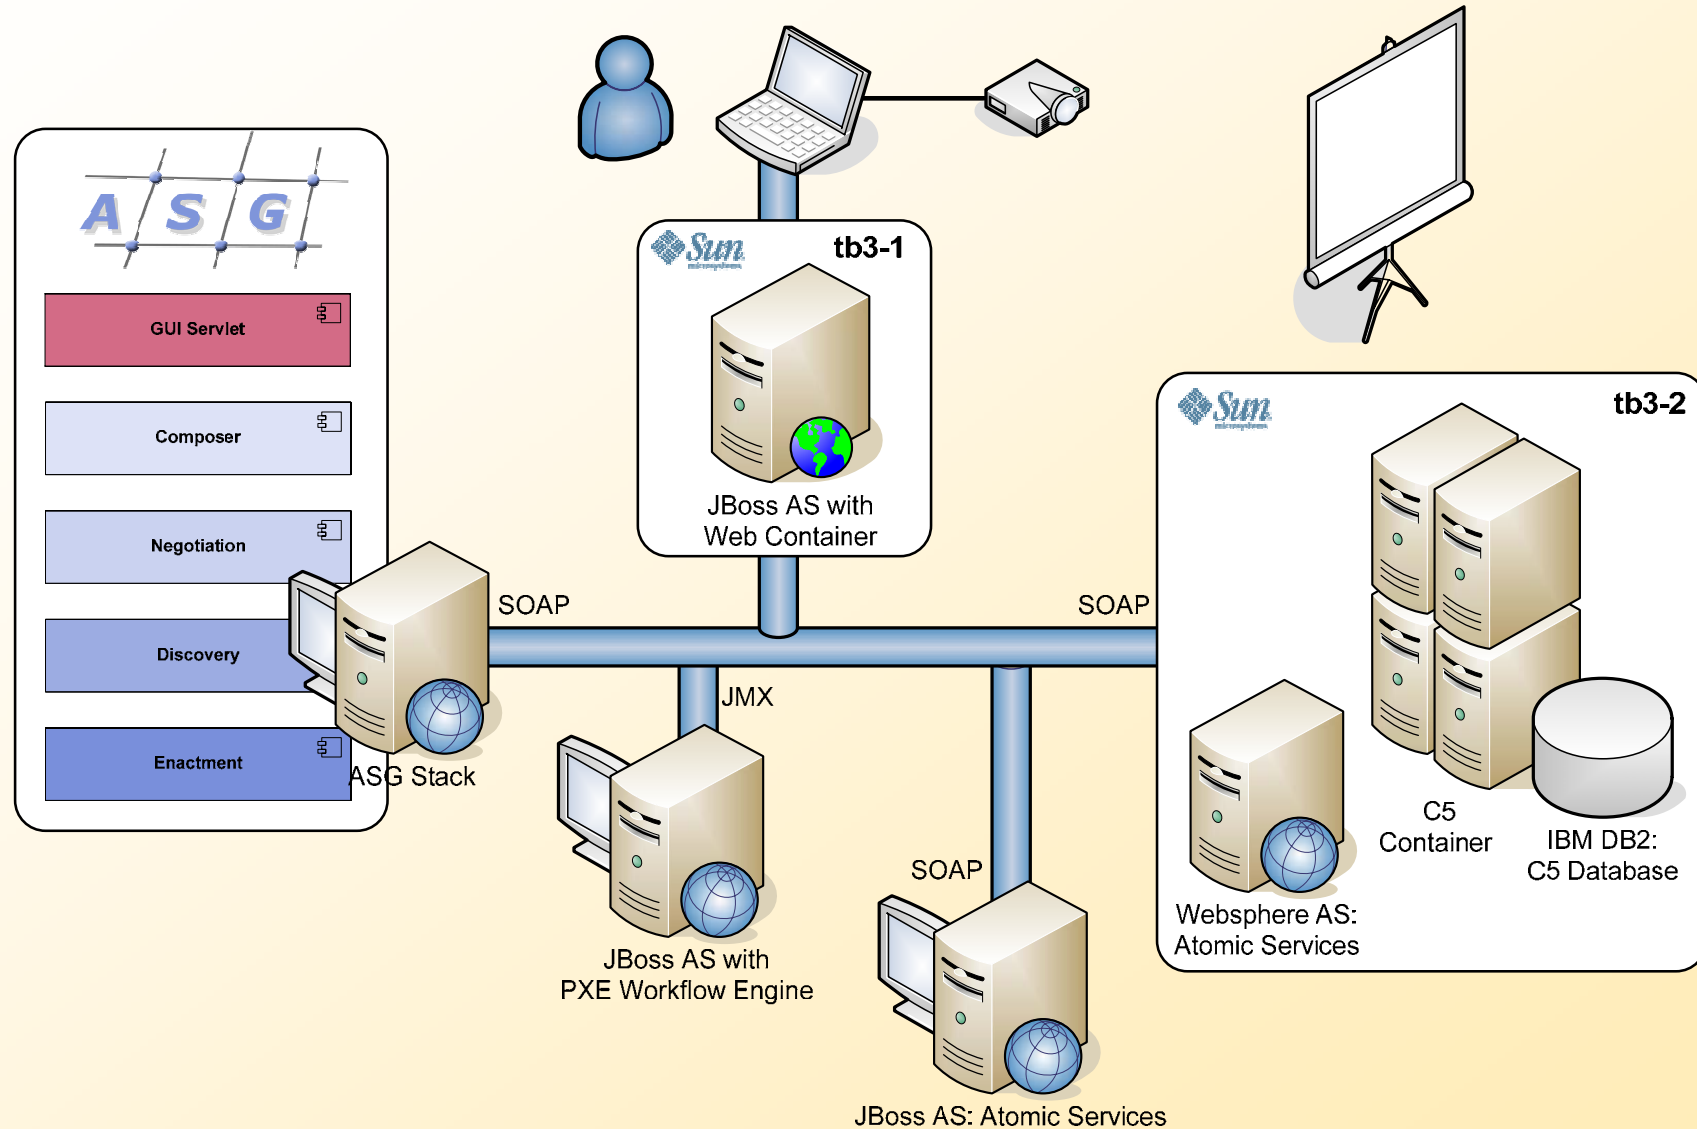 A S G
GUI Servlet
Composer
Negotiation
Discovery
Enactment
ASG Stack
SOAP
Sun
microsystems
tb3-1
JBoss AS with
Web Container
JMX
JBoss AS with
PXE Workflow Engine
SOAP
JBoss AS: Atomic Services
SOAP
Sun
microsystems
tb3-2
C5
Container
IBM DB2:
C5 Database
Websphere AS:
Atomic Services